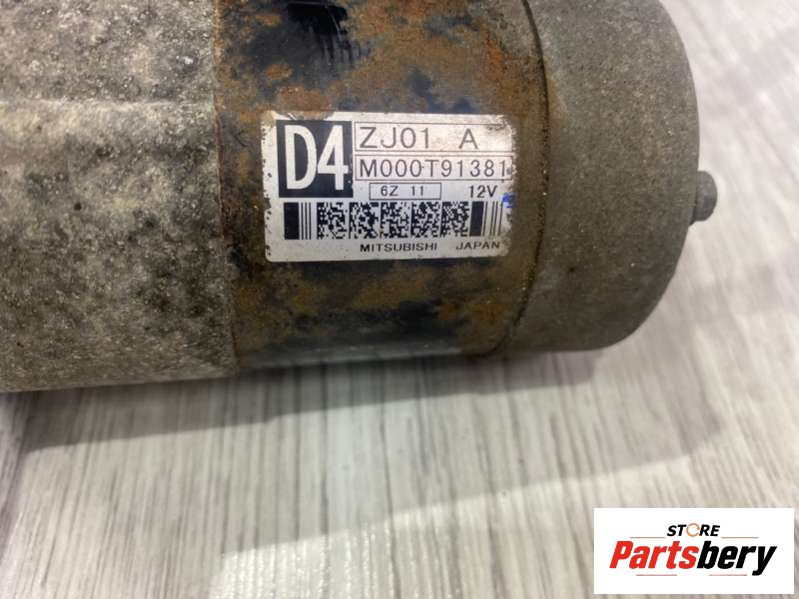 D4
ZJ01 A
M000T91381
6Z 11 12V
MITSUBISHI JAPAN
STORE
Partsbery